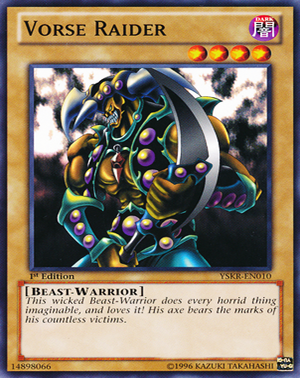 Vorse Raider
DARK
闇
1st Edition
YSKR-EN010
[Beast-Warrior]
This wicked Beast-Warrior does every horrid thing
imaginable, and loves it! His axe bears the marks of
his countless victims.
14898066
©1996 KAZUKI TAKAHASHI